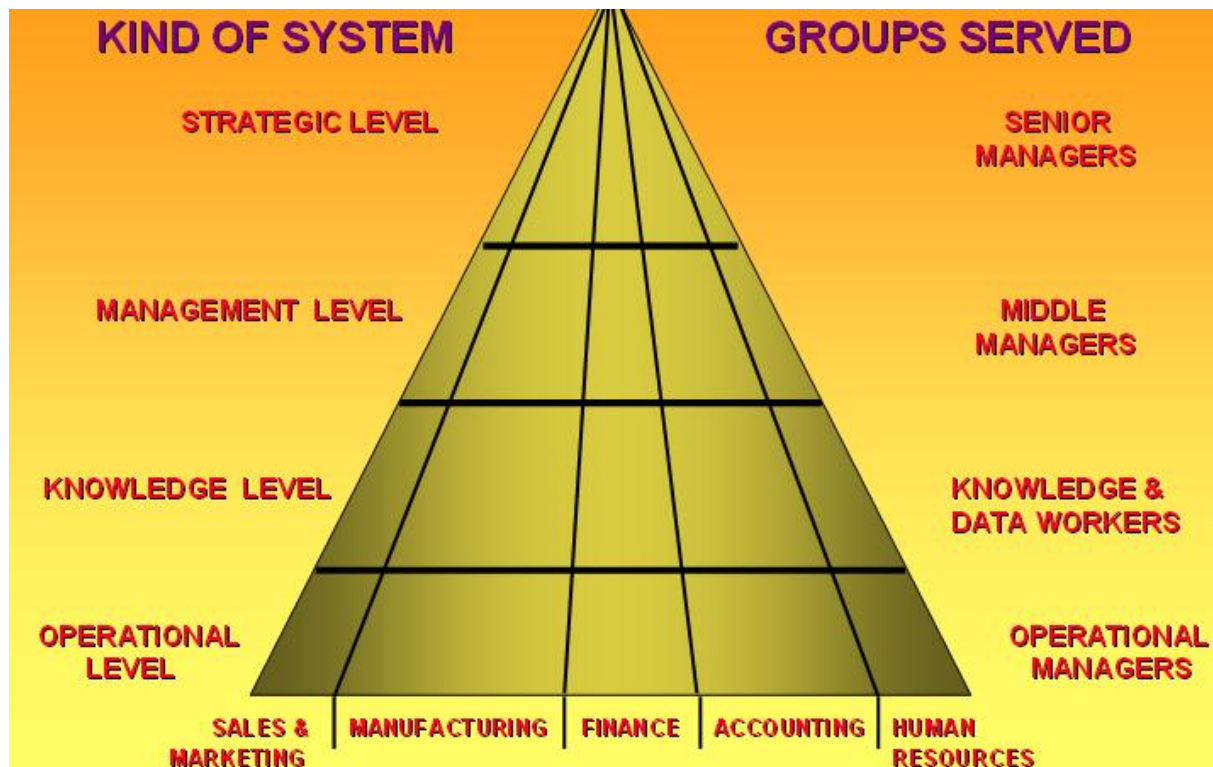 KIND OF SYSTEM
GROUPS SERVED
STRATEGIC LEVEL
SENIOR
MANAGERS
MANAGEMENT LEVEL
MIDDLE
MANAGERS
KNOWLEDGE LEVEL
KNOWLEDGE &
DATA WORKERS
OPERATIONAL
LEVEL
OPERATIONAL
MANAGERS
SALES &
MARKETING
MANUFACTURING
FINANCE
ACCOUNTING
HUMAN
RESOURCES